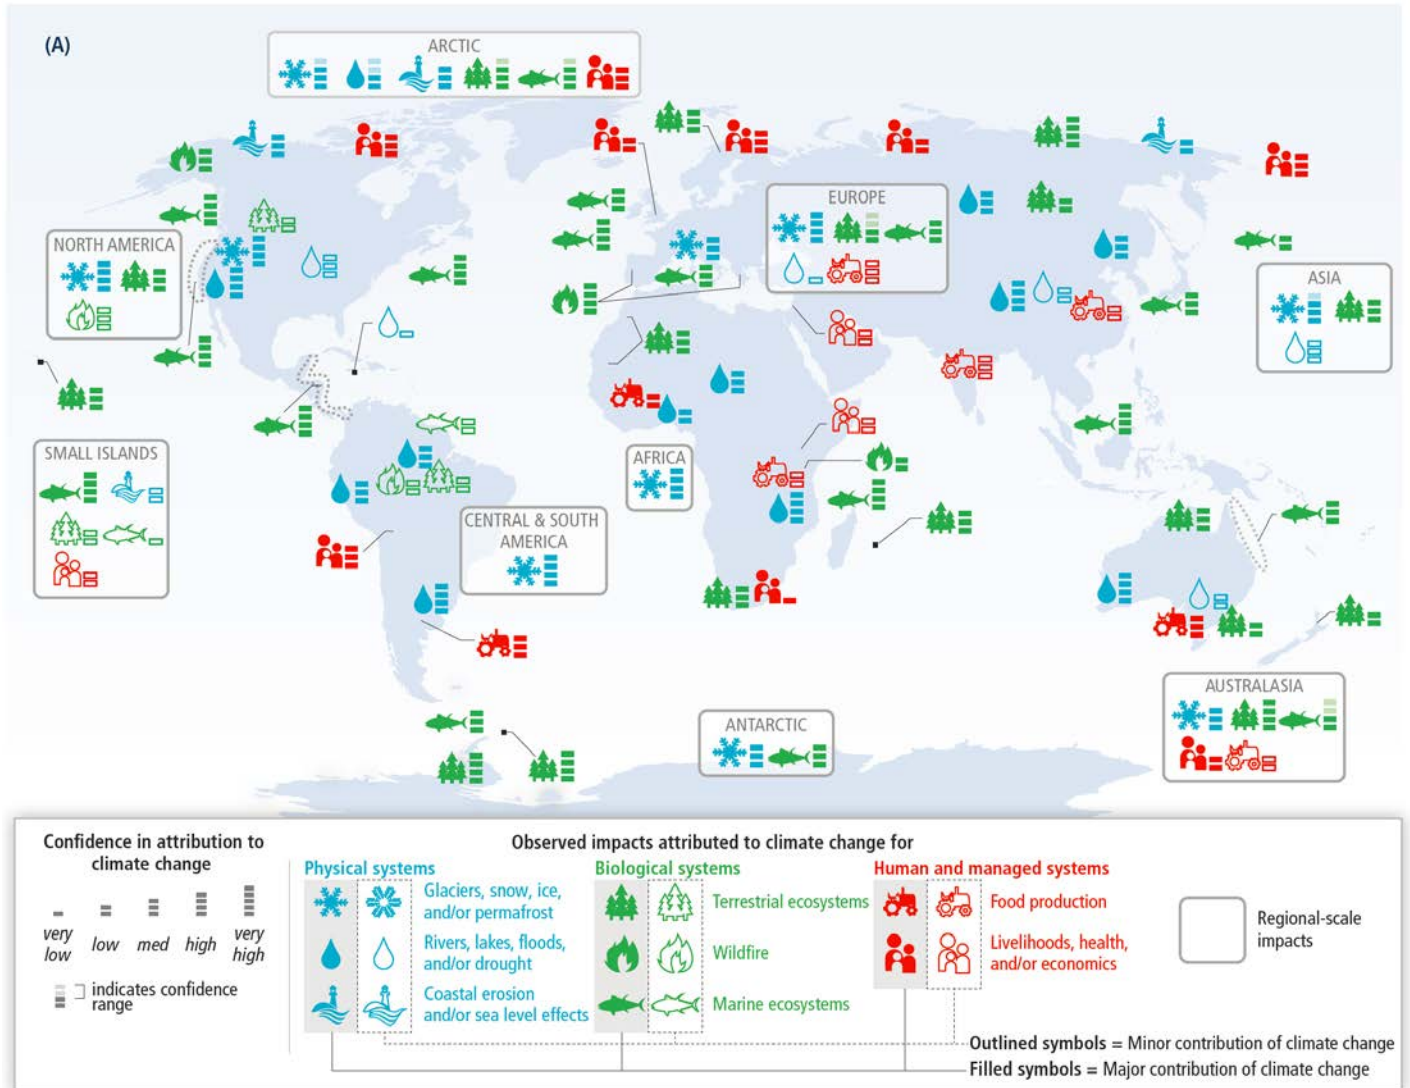 (A)
ARCTIC
EUROPE
NORTH AMERICA
ASIA
SMALL ISLANDS
AFRICA
CENTRAL & SOUTH
AMERICA
AUSTRALASIA
ANTARCTIC
Confidence in attribution to
climate change
very
low
low
med
high
very
high
indicates confidence
range
Observed impacts attributed to climate change for
Physical systems
Glaciers, snow, ice,
and/or permafrost
Rivers, lakes, floods,
and/or drought
Coastal erosion
and/or sea level effects
Biological systems
Terrestrial ecosystems
Wildfire
Marine ecosystems
Human and managed systems
Food production
Livelihoods, health,
and/or economics
Regional-scale
impacts
Outlined symbols = Minor contribution of climate change
Filled symbols = Major contribution of climate change